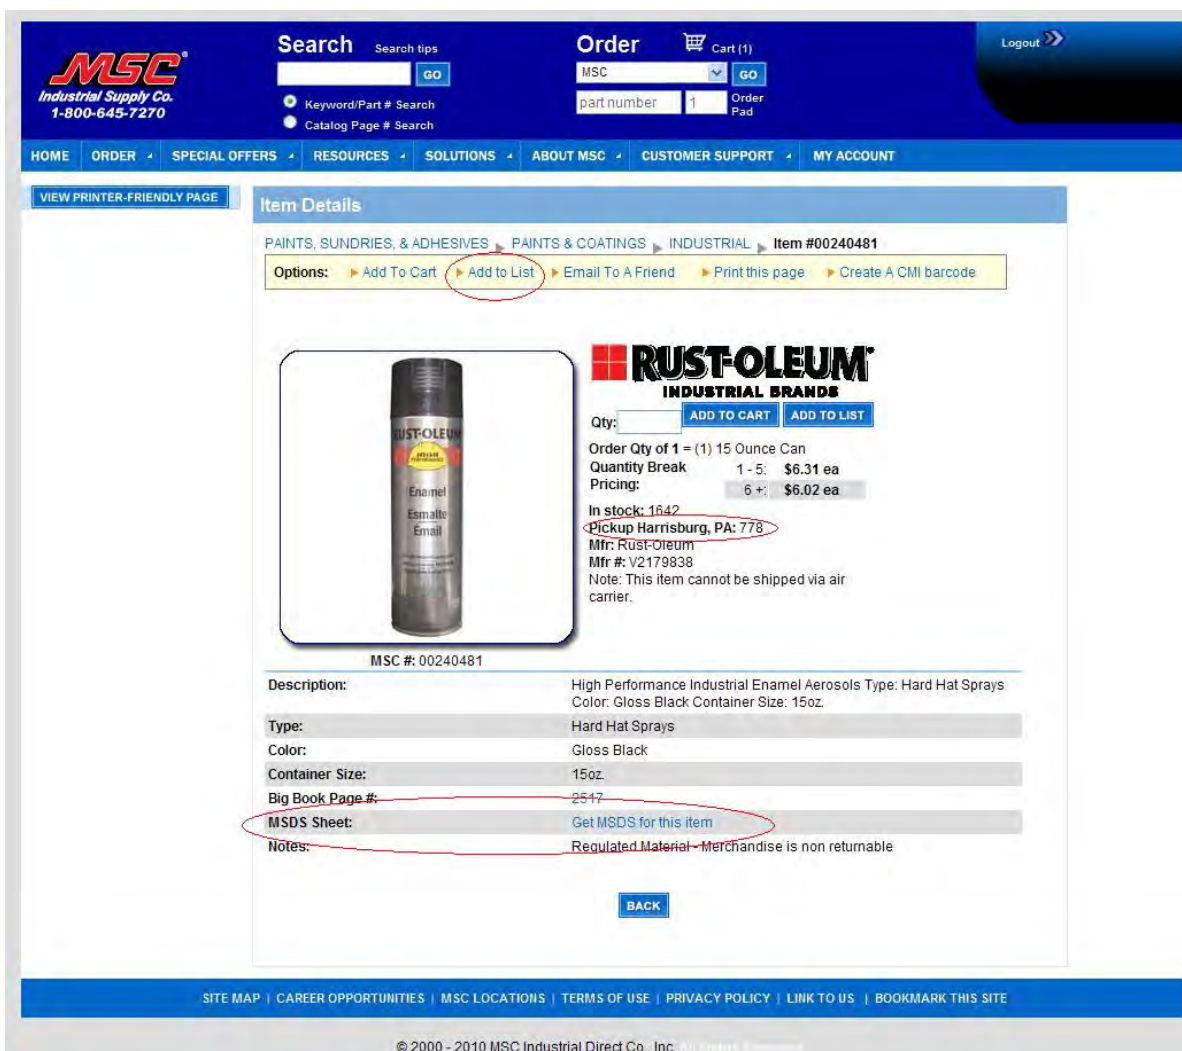 MSC
Industrial Supply Co.
1-800-645-7270
Search Search tips
GO
Keyword/Part # Search
Catalog Page # Search
Order Cart (1)
MSC GO
part number 1 Order Pad
Logout
HOME ORDER SPECIAL OFFERS RESOURCES SOLUTIONS ABOUT MSC CUSTOMER SUPPORT MY ACCOUNT
VIEW PRINTER-FRIENDLY PAGE
Item Details
PAINTS, SUNDRIES, & ADHESIVES PAINTS & COATINGS INDUSTRIAL Item #00240481
Options: Add To Cart Add to List Email To A Friend Print this page Create A CMI barcode
RUST-OLEUM
Enamel
Esmalte
Émail
MSC #: 00240481
RUST-OLEUM
INDUSTRIAL BRANDS
Qty: ADD TO CART ADD TO LIST
Order Qty of 1 = (1) 15 Ounce Can
Quantity Break Pricing: 1 - 5: $6.31 ea
6 +: $6.02 ea
In stock: 1642
Pickup Harrisburg, PA: 778
Mfr: Rust-Oleum
Mfr #: V2179838
Note: This item cannot be shipped via air
carrier.
Description: High Performance Industrial Enamel Aerosols Type: Hard Hat Sprays
Color: Gloss Black Container Size: 15oz.
Type: Hard Hat Sprays
Color: Gloss Black
Container Size: 15oz.
Big Book Page #: 2517
MSDS Sheet: Get MSDS for this item
Notes: Regulated Material - Merchandise is non returnable
BACK
SITE MAP | CAREER OPPORTUNITIES | MSC LOCATIONS | TERMS OF USE | PRIVACY POLICY | LINK TO US | BOOKMARK THIS SITE
© 2000 - 2010 MSC Industrial Direct Co., Inc.